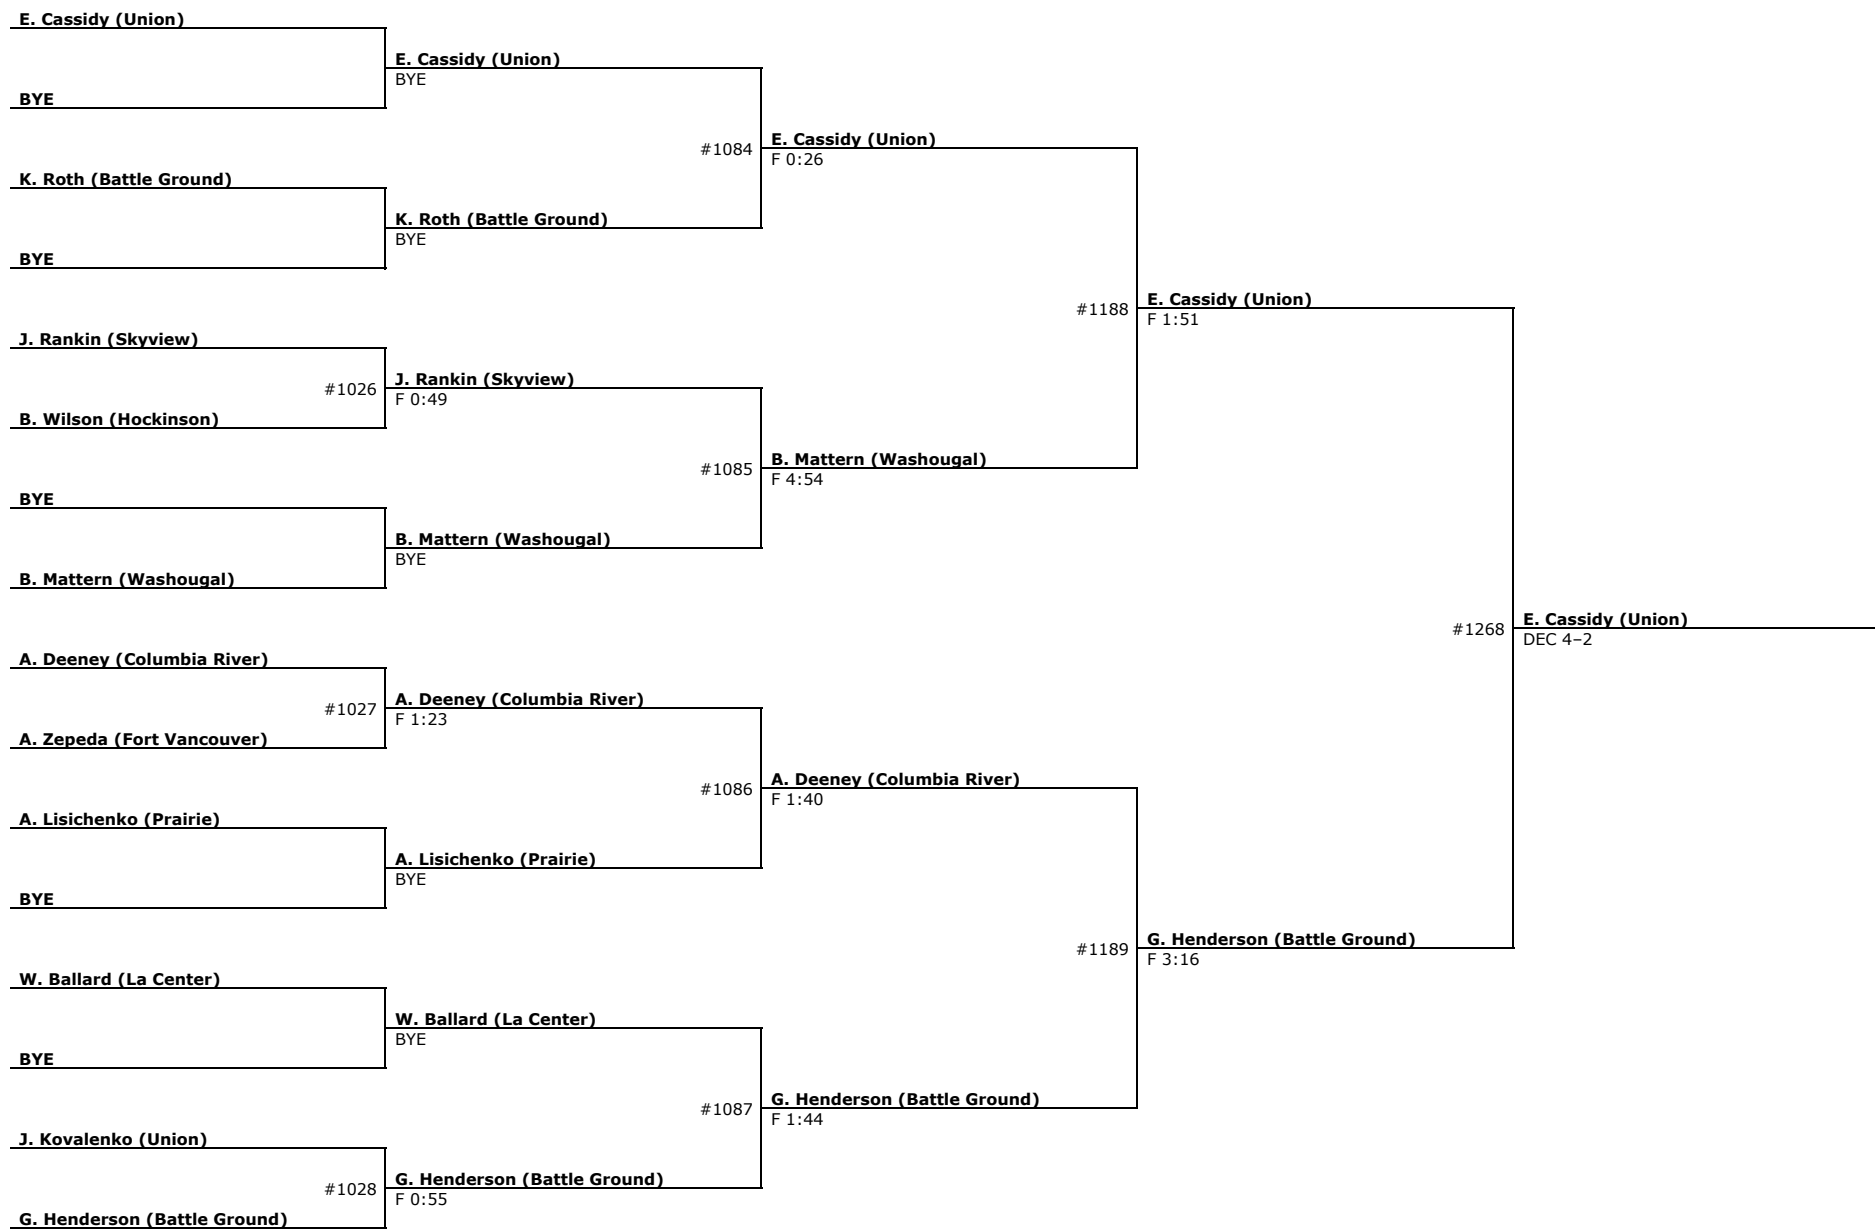 E. Cassidy (Union)
BYE
K. Roth (Battle Ground)
BYE
J. Rankin (Skyview)
#1026
B. Wilson (Hockinson)
BYE
B. Mattern (Washougal)
A. Deeney (Columbia River)
#1027
A. Zepeda (Fort Vancouver)
A. Lisichenko (Prairie)
BYE
W. Ballard (La Center)
BYE
J. Kovalenko (Union)
#1028
G. Henderson (Battle Ground)
E. Cassidy (Union)
BYE
#1084
K. Roth (Battle Ground)
BYE
J. Rankin (Skyview)
F 0:49
#1085
B. Mattern (Washougal)
BYE
A. Deeney (Columbia River)
F 1:23
#1086
A. Lisichenko (Prairie)
BYE
W. Ballard (La Center)
BYE
#1087
G. Henderson (Battle Ground)
F 0:55
E. Cassidy (Union)
F 0:26
#1188
B. Mattern (Washougal)
F 4:54
A. Deeney (Columbia River)
F 1:40
#1189
G. Henderson (Battle Ground)
F 1:44
E. Cassidy (Union)
F 1:51
#1268
G. Henderson (Battle Ground)
F 3:16
E. Cassidy (Union)
DEC 4–2